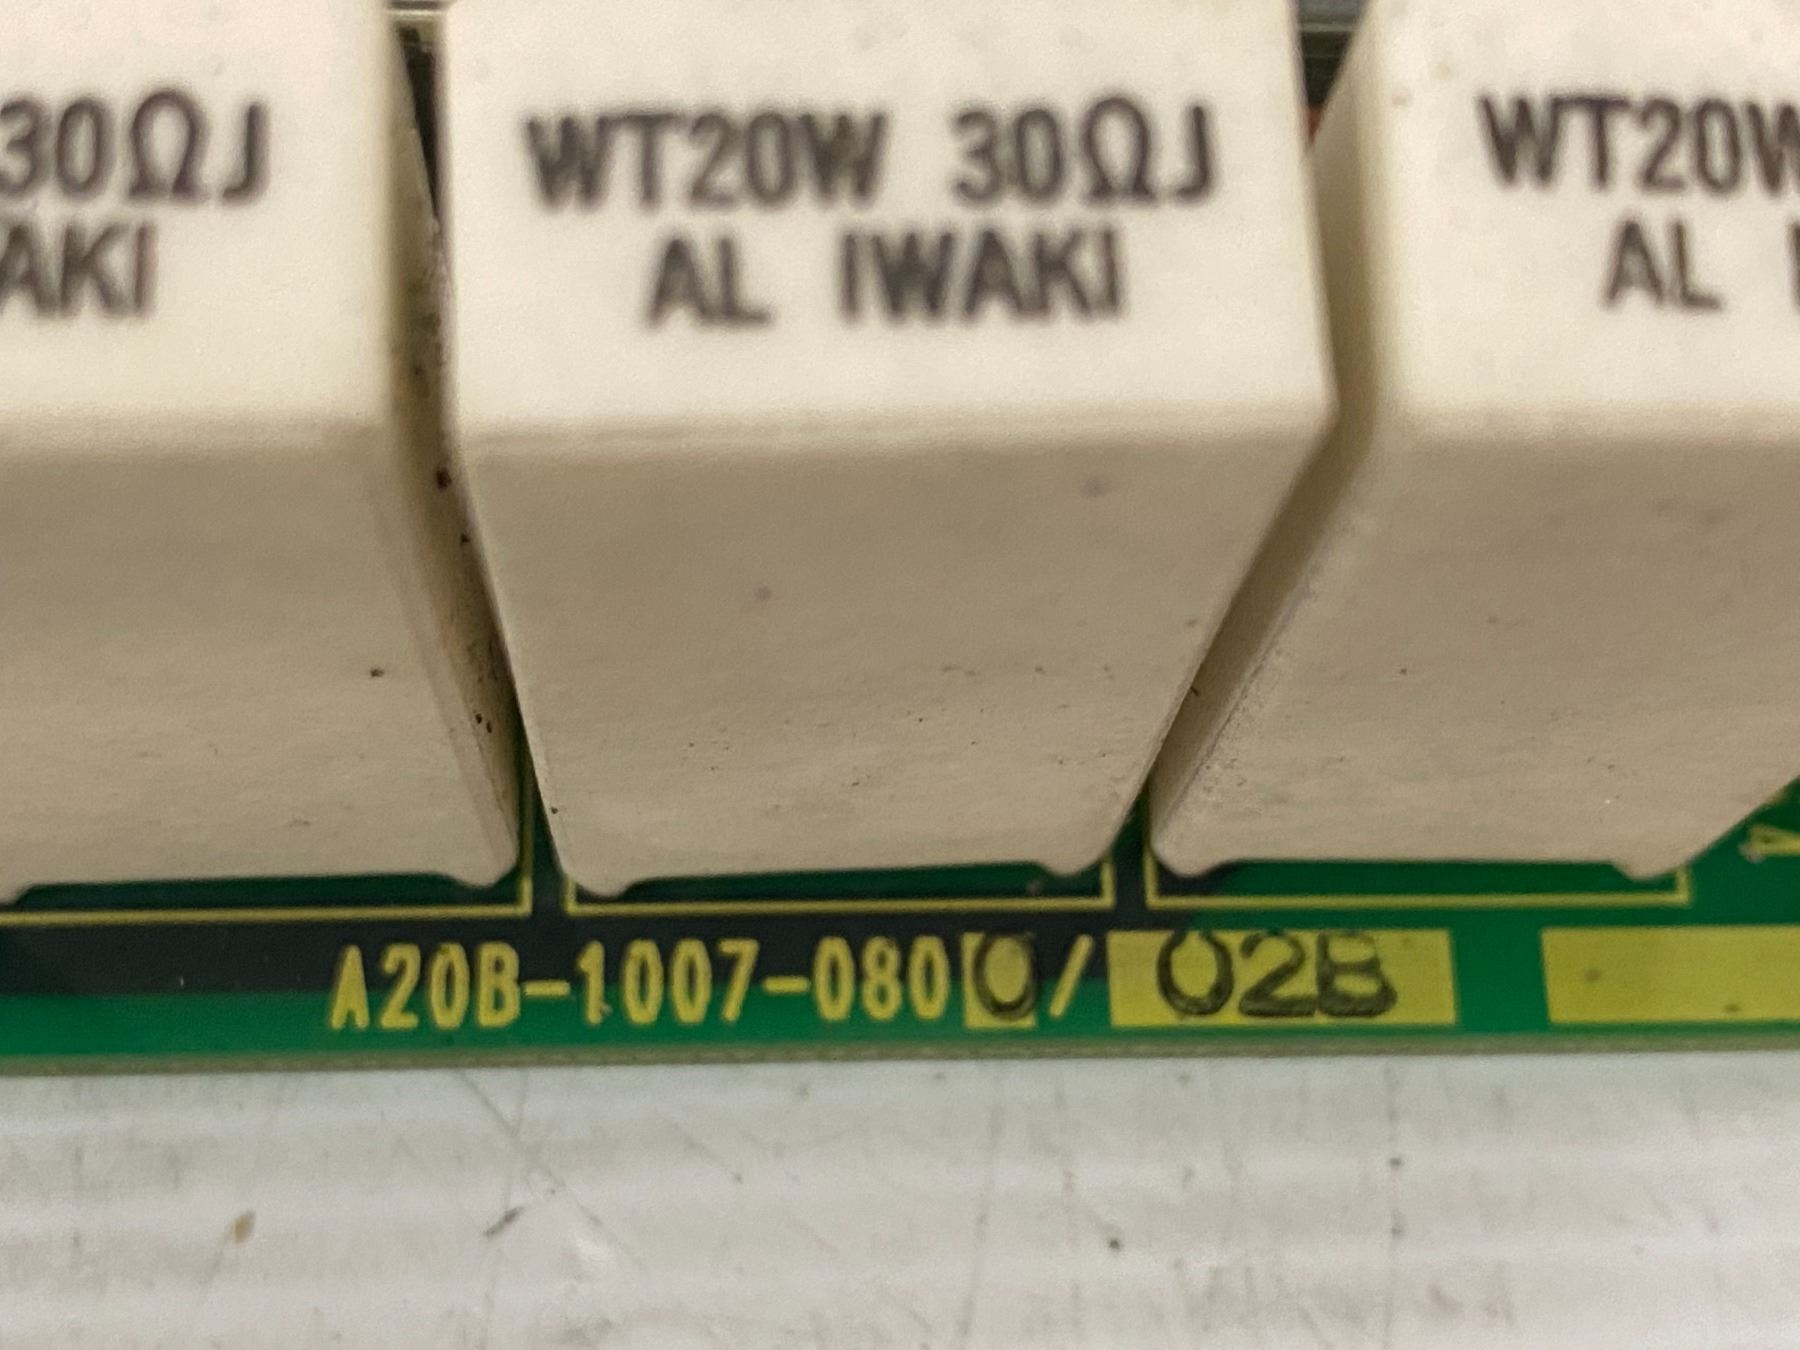 30ΩJ WT20W 30ΩJ WT20W
AKI AL IWAKI AL
A20B-1007-0800/02B